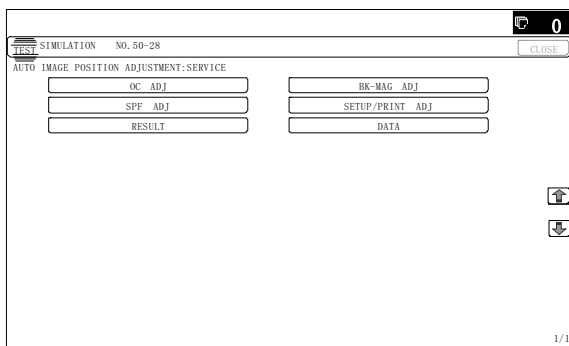 0
TEST SIMULATION NO.50-28
CLOSE
AUTO IMAGE POSITION ADJUSTMENT:SERVICE
OC ADJ BK-MAG ADJ
SPF ADJ SETUP/PRINT ADJ
RESULT DATA
1/1